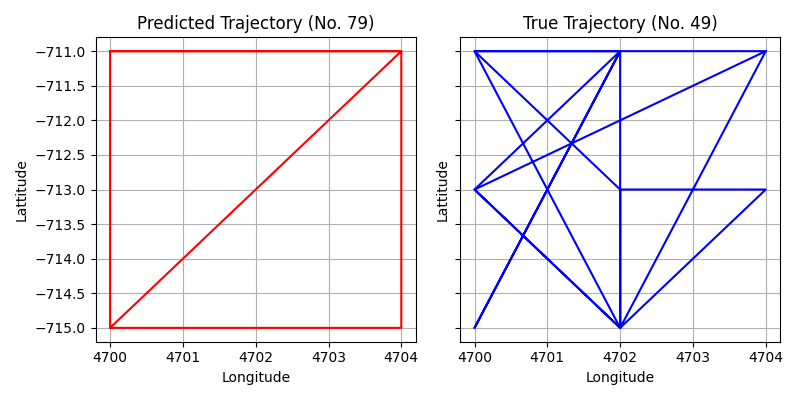 Predicted Trajectory (No. 79)
True Trajectory (No. 49)
−711.0
−711.5
−712.0
−712.5
−713.0
−713.5
−714.0
−714.5
−715.0
Lattitude
Lattitude
4700 4701 4702 4703 4704
4700 4701 4702 4703 4704
Longitude
Longitude